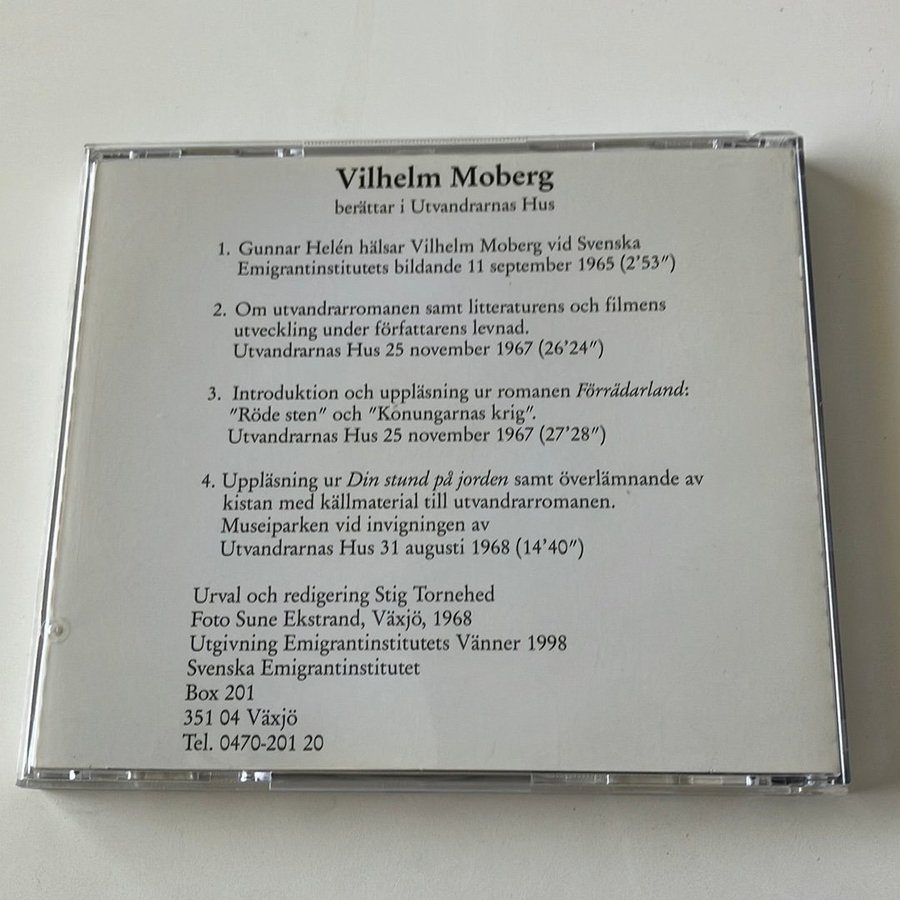 Vilhelm Moberg
berättar i Utvandrarnas Hus
1. Gunnar Helén hälsar Vilhelm Moberg vid Svenska
Emigrantinstitutets bildande 11 september 1965 (2'53")
2. Om utvandrarromanen samt litteraturens och filmens
utveckling under författarens levnad.
Utvandrarnas Hus 25 november 1967 (26'24")
3. Introduktion och uppläsning ur romanen Förrädarland:
"Röde sten" och "Konungarnas krig".
Utvandrarnas Hus 25 november 1967 (27'28")
4. Uppläsning ur Din stund på jorden samt överlämnande av
kistan med källmaterial till utvandrarromanen.
Museiparken vid invigningen av
Utvandrarnas Hus 31 augusti 1968 (14'40")
Urval och redigering Stig Tornehed
Foto Sune Ekstrand, Växjö, 1968
Utgivning Emigrantinstitutets Vänner 1998
Svenska Emigrantinstitutet
Box 201
351 04 Växjö
Tel. 0470-201 20